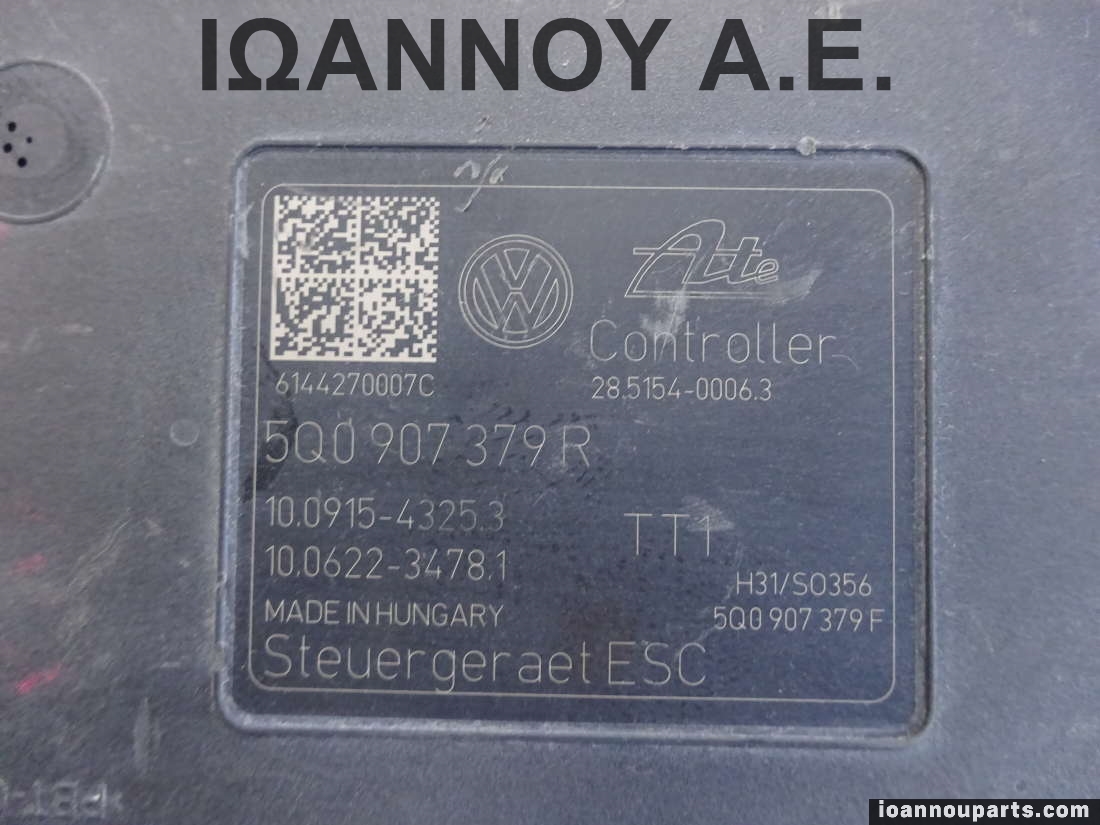 ΙΩΑΝΝΟΥ Α.Ε.
n/a
Ate
Controller
6144270007C
28.5154-0006.3
5Q0 907 379 R
10.0915-4325.3
TT1
10.0622-3478.1
H31/SO356
MADE IN HUNGARY
5Q0 907 379 F
Steuergeraet ESC
ioannouparts.com